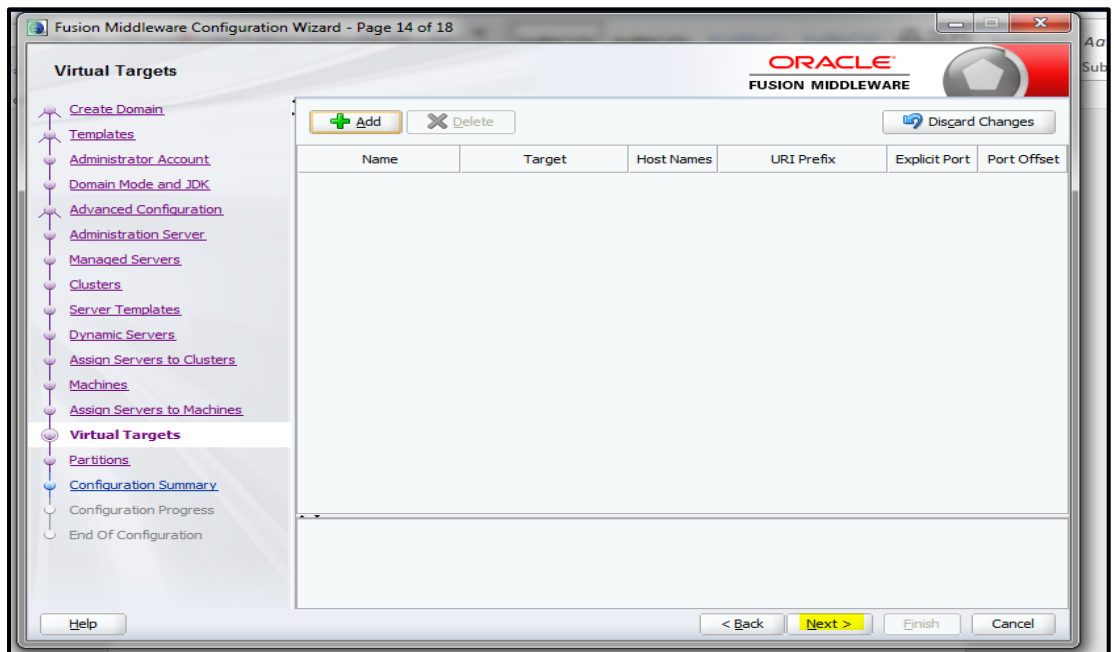 Fusion Middleware Configuration Wizard - Page 14 of 18
Aa
Sub
Virtual Targets
ORACLE
FUSION MIDDLEWARE
Create Domain
Templates
Administrator Account
Domain Mode and JDK
Advanced Configuration
Administration Server
Managed Servers
Clusters
Server Templates
Dynamic Servers
Assign Servers to Clusters
Machines
Assign Servers to Machines
Virtual Targets
Partitions
Configuration Summary
Configuration Progress
End Of Configuration
Add Delete Discard Changes
Name Target Host Names URI Prefix Explicit Port Port Offset
Help < Back Next > Finish Cancel